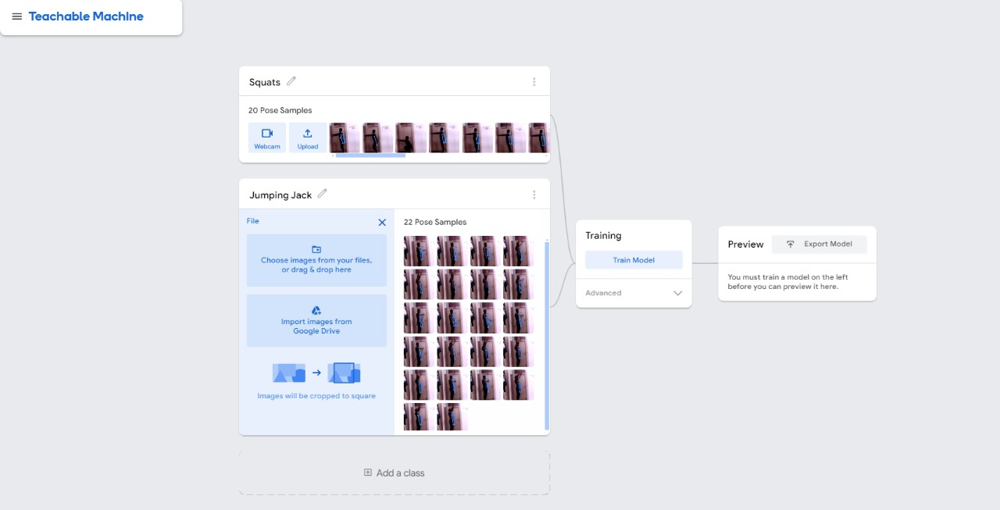 Teachable Machine
Squats
20 Pose Samples
Webcam
Upload
Jumping Jack
File
Choose images from your files,
or drag & drop here
Import images from
Google Drive
Images will be cropped to square
22 Pose Samples
Add a class
Training
Train Model
Advanced
Preview
Export Model
You must train a model on the left
before you can preview it here.